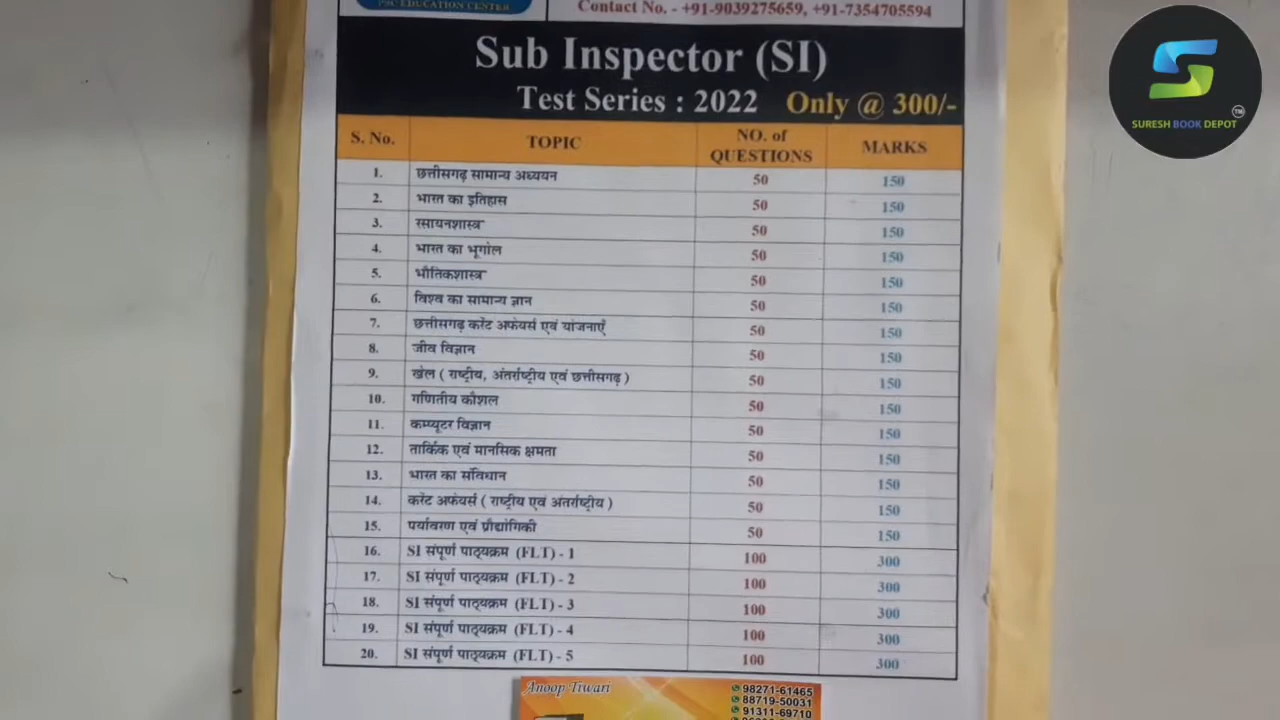 PSC EDUCATION CENTER
Contact No. - +91-9039275659, +91-7354705594
Sub Inspector (SI)
Test Series : 2022 Only @ 300/-
S. No. TOPIC NO. of QUESTIONS MARKS
1. छत्तीसगढ़ सामान्य अध्ययन 50 150
2. भारत का इतिहास 50 150
3. रसायनशास्त्र 50 150
4. भारत का भूगोल 50 150
5. भौतिकशास्त्र 50 150
6. विश्व का सामान्य ज्ञान 50 150
7. छत्तीसगढ़ करेंट अफेयर्स एवं योजनाएँ 50 150
8. जीव विज्ञान 50 150
9. खेल ( राष्ट्रीय, अंतर्राष्ट्रीय एवं छत्तीसगढ़ ) 50 150
10. गणितीय कौशल 50 150
11. कम्प्यूटर विज्ञान 50 150
12. तार्किक एवं मानसिक क्षमता 50 150
13. भारत का संविधान 50 150
14. करेंट अफेयर्स ( राष्ट्रीय एवं अंतर्राष्ट्रीय ) 50 150
15. पर्यावरण एवं प्रौद्योगिकी 50 150
16. SI संपूर्ण पाठ्यक्रम (FLT) - 1 100 300
17. SI संपूर्ण पाठ्यक्रम (FLT) - 2 100 300
18. SI संपूर्ण पाठ्यक्रम (FLT) - 3 100 300
19. SI संपूर्ण पाठ्यक्रम (FLT) - 4 100 300
20. SI संपूर्ण पाठ्यक्रम (FLT) - 5 100 300
Anoop Tiwari
98271-61465
88719-50031
91311-69710
SURESH BOOK DEPOT TM